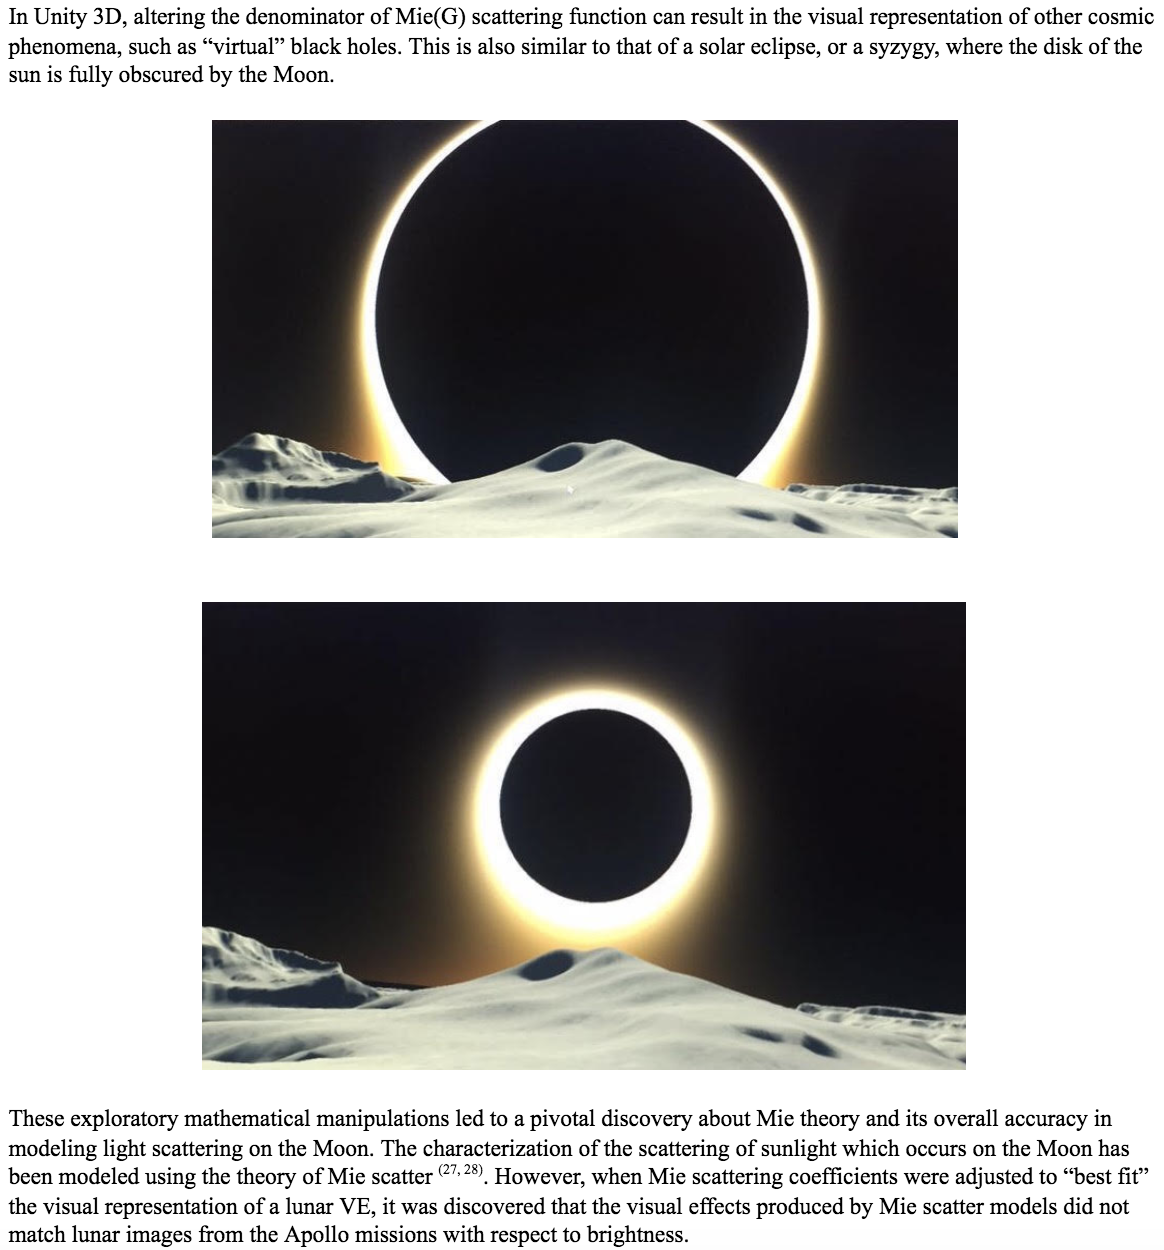 In Unity 3D, altering the denominator of Mie(G) scattering function can result in the visual representation of other cosmic
phenomena, such as “virtual” black holes. This is also similar to that of a solar eclipse, or a syzygy, where the disk of the
sun is fully obscured by the Moon.
These exploratory mathematical manipulations led to a pivotal discovery about Mie theory and its overall accuracy in
modeling light scattering on the Moon. The characterization of the scattering of sunlight which occurs on the Moon has
been modeled using the theory of Mie scatter (27, 28). However, when Mie scattering coefficients were adjusted to “best fit”
the visual representation of a lunar VE, it was discovered that the visual effects produced by Mie scatter models did not
match lunar images from the Apollo missions with respect to brightness.